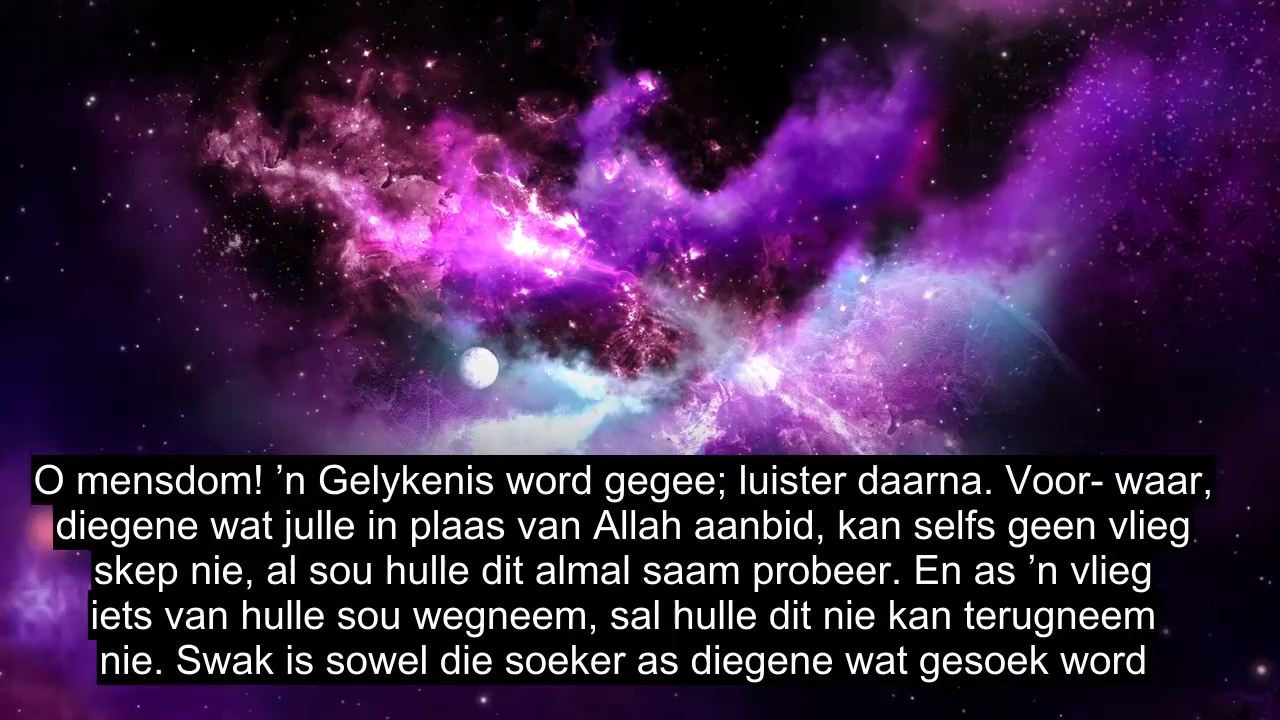 O mensdom! ’n Gelykenis word gegee; luister daarna. Voor- waar,
diegene wat julle in plaas van Allah aanbid, kan selfs geen vlieg
skep nie, al sou hulle dit almal saam probeer. En as ’n vlieg
iets van hulle sou wegneem, sal hulle dit nie kan terugneem
nie. Swak is sowel die soeker as diegene wat gesoek word